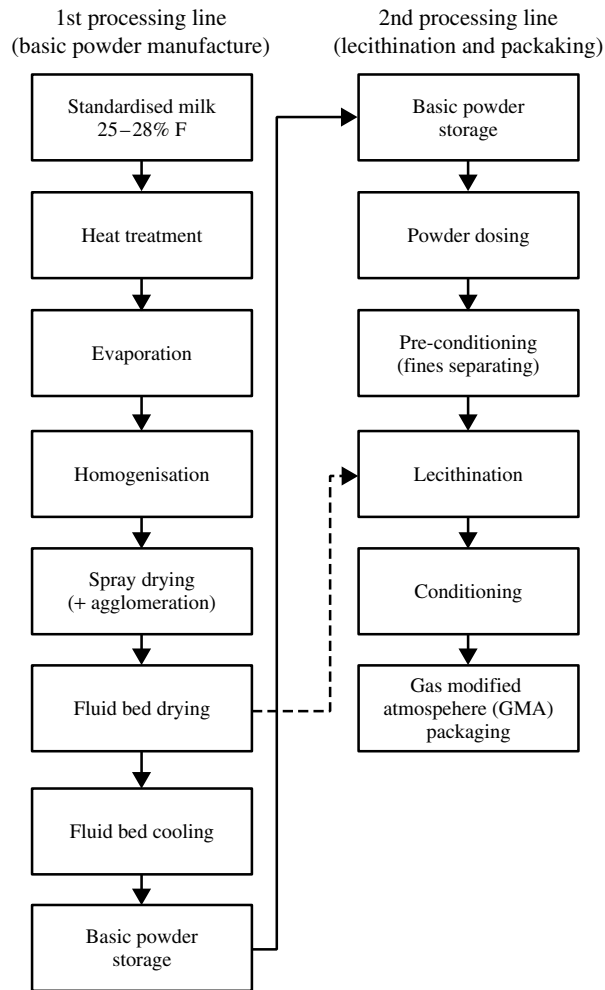 1st processing line
(basic powder manufacture)
Standardised milk
25–28% F
Heat treatment
Evaporation
Homogenisation
Spray drying
(+ agglomeration)
Fluid bed drying
Fluid bed cooling
Basic powder
storage
2nd processing line
(lecithination and packaking)
Basic powder
storage
Powder dosing
Pre-conditioning
(fines separating)
Lecithination
Conditioning
Gas modified
atmospehere (GMA)
packaging